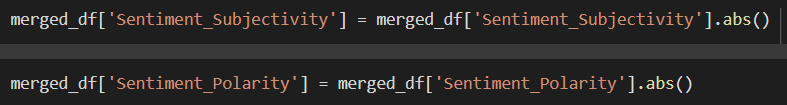 merged_df['Sentiment_Subjectivity'] = merged_df['Sentiment_Subjectivity'].abs()
merged_df['Sentiment_Polarity'] = merged_df['Sentiment_Polarity'].abs()